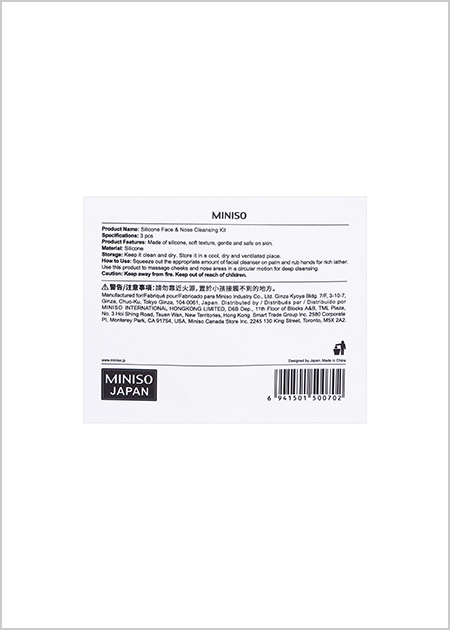 MINISO
Product Name: Silicone Face & Nose Cleansing Kit
Specifications: 3 pcs
Product Features: Made of silicone, soft texture, gentle and safe on skin.
Material: Silicone
Storage: Keep it clean and dry. Store it in a cool, dry and ventilated place.
How to Use: Squeeze out the appropriate amount of facial cleanser on palm and rub hands for rich lather.
Use this product to massage cheeks and nose areas in a circular motion for deep cleansing.
Caution: Keep away from fire. Keep out of reach of children.
警告/注意事項：請勿靠近火源，置於小孩接觸不到的地方。
Manufactured for/Fabriqué pour/Fabricado para Miniso Industry Co., Ltd. Ginza Kyoya Bldg. 7/F, 3-10-7,
Ginza, Chuo-Ku, Tokyo Ginza, 104-0061, Japan. Distributed by / Distribuido por
MINISO INTERNATIONAL HONGKONG LIMITED, D6B Dep., 11th Floor of Blocks A&B, TML Plaza,
No. 3 Hoi Shing Road, Tsuen Wan, New Territories, Hong Kong. Smart Trade Group Inc. 2580 Corporate
Pl, Monterey Park, CA 91754, USA. Miniso Canada Store Inc. 2245 130 King Street, Toronto, M5X 2A2.
www.miniso.jp Designed by Japan, Made in China
MINISO
JAPAN
6 941501 500702